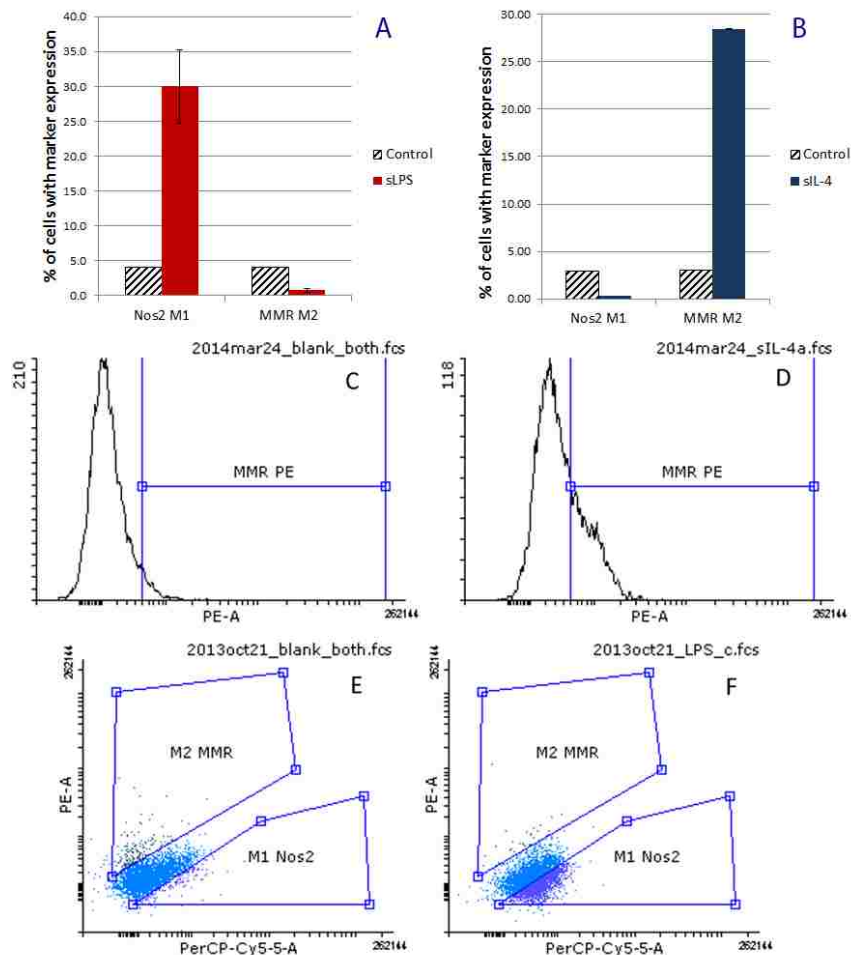 A
% of cells with marker expression
40.0
35.0
30.0
25.0
20.0
15.0
10.0
5.0
0.0
Nos2 M1
MMR M2
Control
sLPS
B
% of cells with marker expression
30.00
25.00
20.00
15.00
10.00
5.00
0.00
Nos2 M1
MMR M2
Control
sIL-4
2014mar24_blank_both.fcs
210
C
MMR PE
PE-A
262144
2014mar24_sIL-4a.fcs
118
D
MMR PE
PE-A
262144
2013oct21_blank_both.fcs
262144
E
M2 MMR
PE-A
M1 Nos2
PerCP-Cy5-5-A
262144
2013oct21_LPS_c.fcs
262144
F
M2 MMR
PE-A
M1 Nos2
PerCP-Cy5-5-A
262144